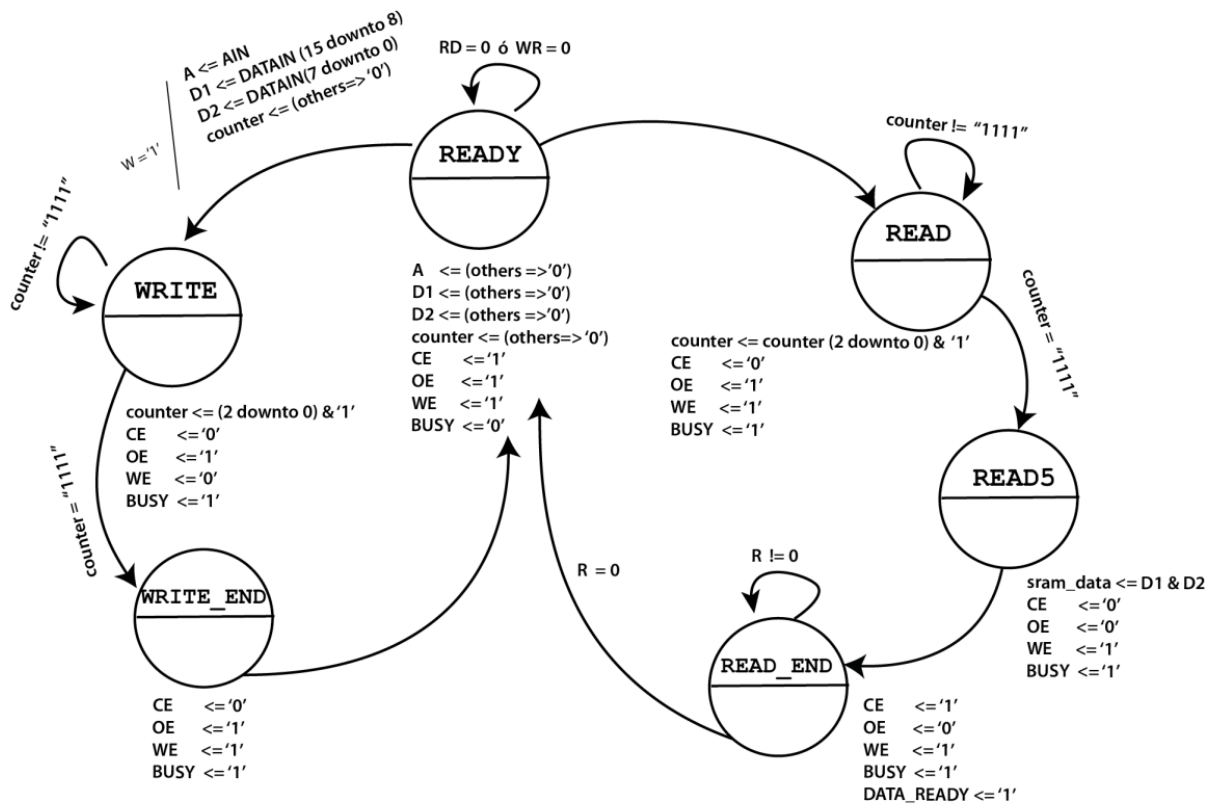 A <= AIN
D1 <= DATAIN (15 downto 8)
D2 <= DATAIN(7 downto 0)
counter <= (others=> ‘0’)
W = ‘1’
RD = 0 ó WR = 0
READY
A <= (others =>‘0’)
D1 <= (others =>‘0’)
D2 <= (others =>‘0’)
counter <= (others=> ‘0’)
CE <=‘1’
OE <=‘1’
WE <=‘1’
BUSY <=‘0’
counter != “1111”
WRITE
counter <= (2 downto 0) & ‘1’
CE <=‘0’
OE <=‘1’
WE <=‘0’
BUSY <=‘1’
counter = “1111”
WRITE_END
CE <=‘0’
OE <=‘1’
WE <=‘1’
BUSY <=‘1’
counter != “1111”
READ
counter <= counter (2 downto 0) & ‘1’
CE <=‘0’
OE <=‘1’
WE <=‘1’
BUSY <=‘1’
counter = “1111”
READ5
sram_data <= D1 & D2
CE <=‘0’
OE <=‘0’
WE <=‘1’
BUSY <=‘1’
R != 0
READ_END
CE <=‘1’
OE <=‘0’
WE <=‘1’
BUSY <=‘1’
DATA_READY <=‘1’
R = 0